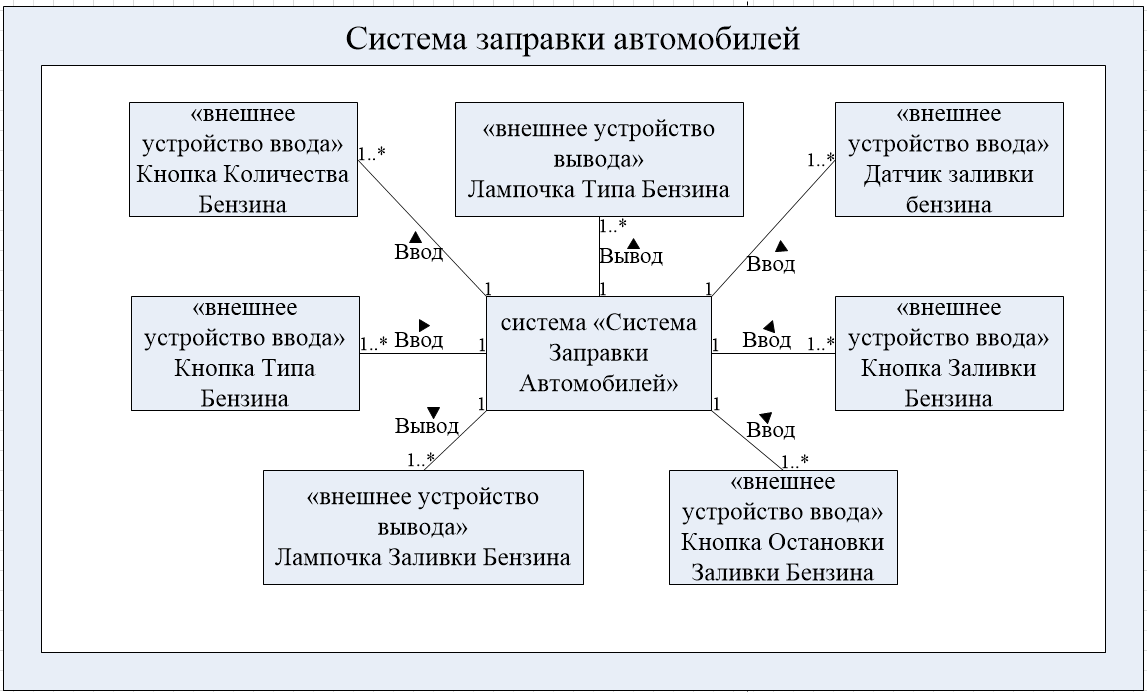 Система заправки автомобилей
«внешнее
устройство ввода»
Кнопка Количества
Бензина
«внешнее устройство
вывода»
Лампочка Типа Бензина
«внешнее
устройство ввода»
Датчик заливки
бензина
1..*
1..*
1..*
Ввод
Вывод
Ввод
1
1
1
«внешнее
устройство ввода»
Кнопка Типа
Бензина
1..*
Ввод
1
система «Система
Заправки
Автомобилей»
1
Ввод
1..*
«внешнее
устройство ввода»
Кнопка Заливки
Бензина
1
1
Вывод
Ввод
1..*
1..*
«внешнее устройство
вывода»
Лампочка Заливки Бензина
«внешнее
устройство ввода»
Кнопка Остановки
Заливки Бензина